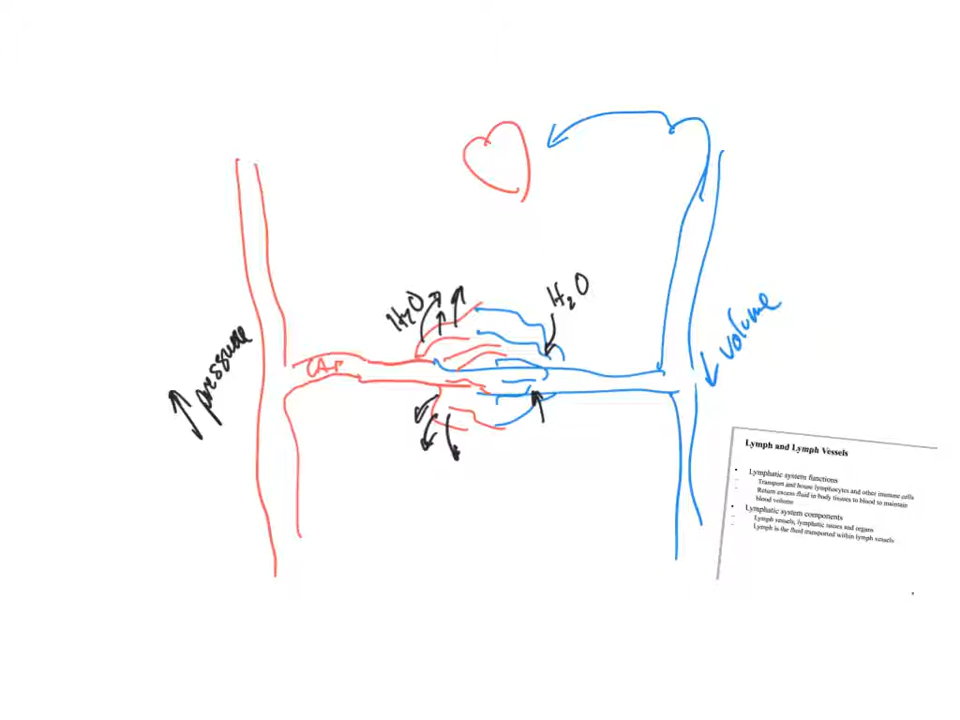 H₂O
H₂O
↑ pressure
CAP
↓ volume
Lymph and Lymph Vessels
• Lymphatic system functions
- Transport and house lymphocytes and other immune cells
- Return excess fluid in body tissues to blood to maintain
blood volume
• Lymphatic system components
- Lymph vessels, lymphatic tissues and organs
- Lymph is the fluid transported within lymph vessels